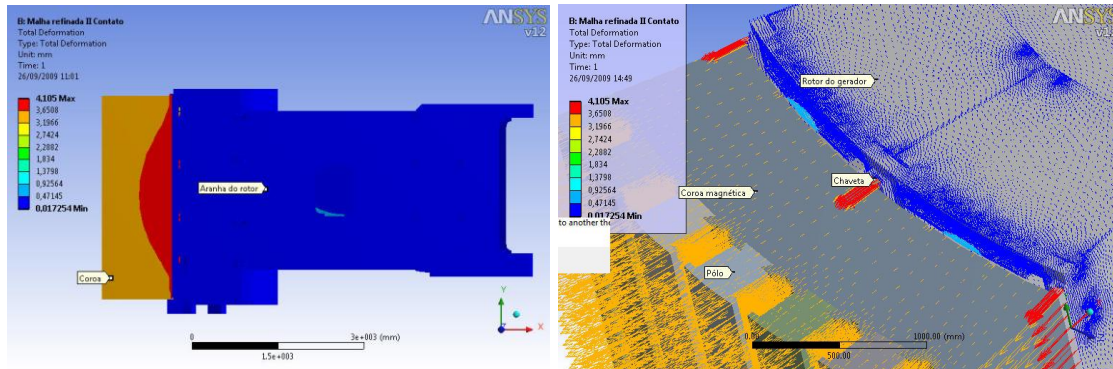 ANSYS
v12
B: Malha refinada II Contato
Total Deformation
Type: Total Deformation
Unit: mm
Time: 1
26/09/2009 11:01
4,105 Max
3,6508
3,1966
2,7424
2,2882
1,834
1,3798
0,92564
0,47145
0,017254 Min
Aranha do rotor
Coroa
Y
X
0
3e+003 (mm)
1.5e+003
ANSYS
v12
B: Malha refinada II Contato
Total Deformation
Type: Total Deformation
Unit: mm
Time: 1
26/09/2009 14:49
4,105 Max
3,6508
3,1966
2,7424
2,2882
1,834
1,3798
0,92564
0,47145
0,017254 Min
to another the
Rotor do gerador
Chaveta
Coroa magnética
Pólo
1000.00 (mm)
500.00